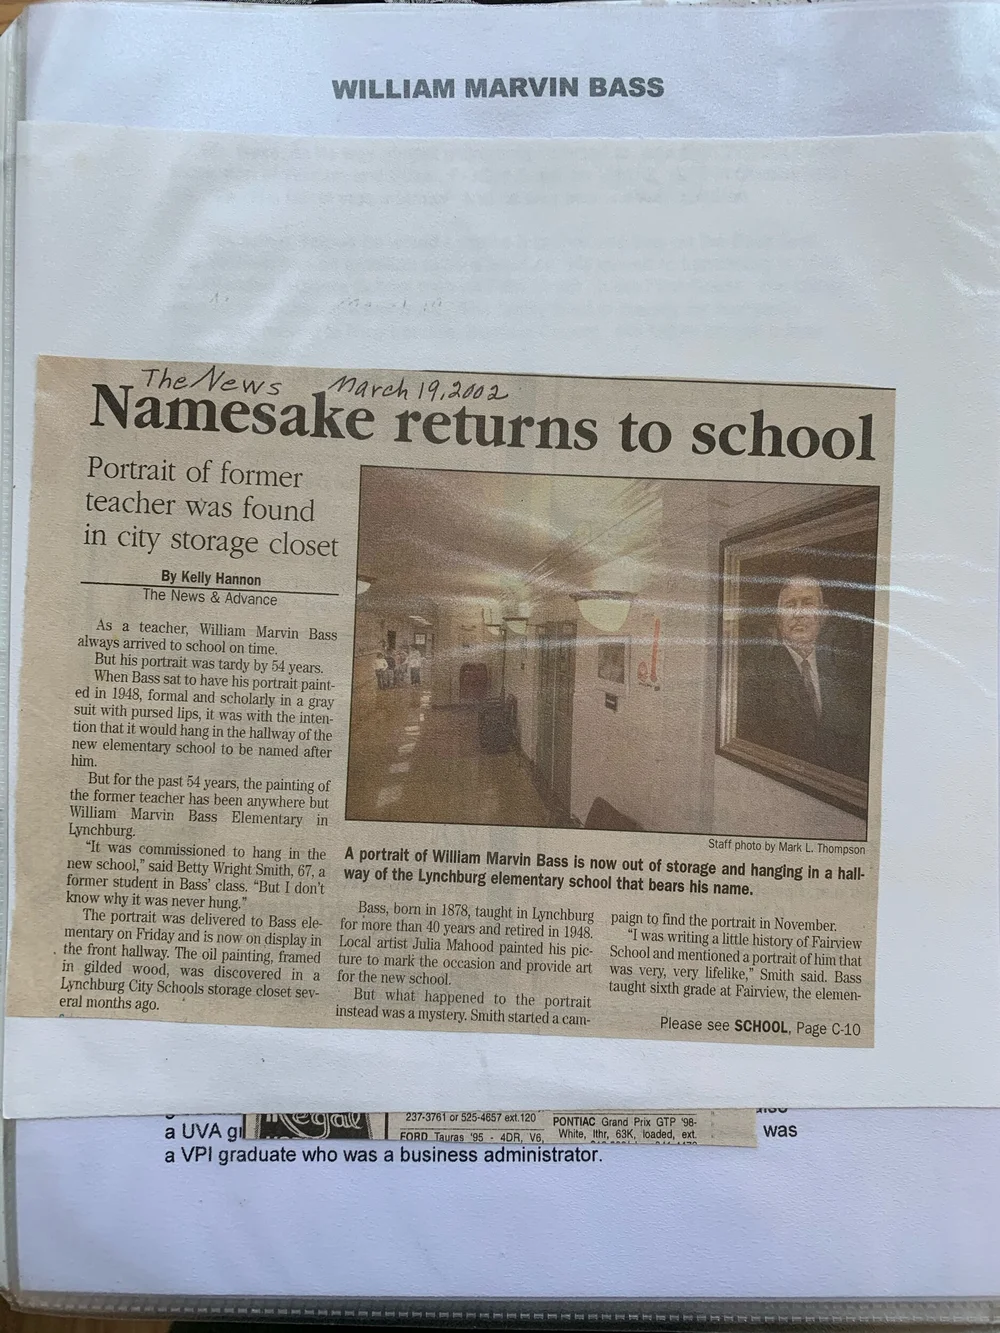 WILLIAM MARVIN BASS
The News March 19, 2002
Namesake returns to school
Portrait of former
teacher was found
in city storage closet
By Kelly Hannon
The News & Advance
As a teacher, William Marvin Bass
always arrived to school on time.
But his portrait was tardy by 54 years.
When Bass sat to have his portrait paint-
ed in 1948, formal and scholarly in a gray
suit with pursed lips, it was with the inten-
tion that it would hang in the hallway of the
new elementary school to be named after
him.
But for the past 54 years, the painting of
the former teacher has been anywhere but
William Marvin Bass Elementary in
Lynchburg.
“It was commissioned to hang in the
new school,” said Betty Wright Smith, 67, a
former student in Bass’ class. “But I don’t
know why it was never hung.”
The portrait was delivered to Bass ele-
mentary on Friday and is now on display in
the front hallway. The oil painting, framed
in gilded wood, was discovered in a
Lynchburg City Schools storage closet sev-
eral months ago.
Staff photo by Mark L. Thompson
A portrait of William Marvin Bass is now out of storage and hanging in a hall-
way of the Lynchburg elementary school that bears his name.
Bass, born in 1878, taught in Lynchburg
for more than 40 years and retired in 1948.
Local artist Julia Mahood painted his pic-
ture to mark the occasion and provide art
for the new school.
But what happened to the portrait
instead was a mystery. Smith started a cam-
paign to find the portrait in November.
“I was writing a little history of Fairview
School and mentioned a portrait of him that
was very, very lifelike,” Smith said. Bass
taught sixth grade at Fairview, the elemen-
Please see SCHOOL, Page C-10
Regal
237-3761 or 525-4657 ext.120
FORD Tauras '95 - 4DR, V6,
PONTIAC Grand Prix GTP '98-
White, lthr, 63K, loaded, ext.
a UVA was
a VPI graduate who was a business administrator.